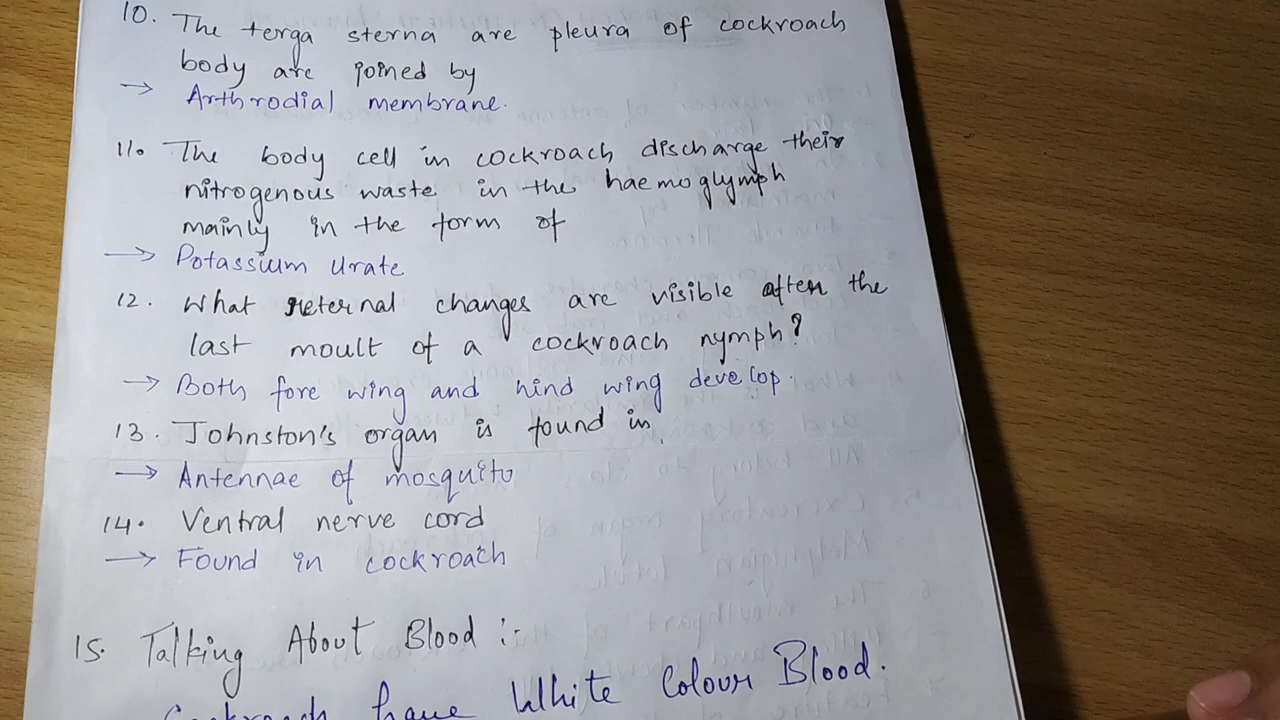 10. The terga sterna are pleura of cockroach
body are joined by
→ Arthrodial membrane.
11. The body cell in cockroach discharge their
nitrogenous waste in the haemoglymph
mainly in the form of
→ Potassium Urate
12. What external changes are visible after the
last moult of a cockroach nymph?
→ Both fore wing and hind wing develop.
13. Johnston's organ is found in,
→ Antennae of mosquito
14. Ventral nerve cord
→ Found in cockroach
15. Talking About Blood :-
Cockroach have White Colour Blood.